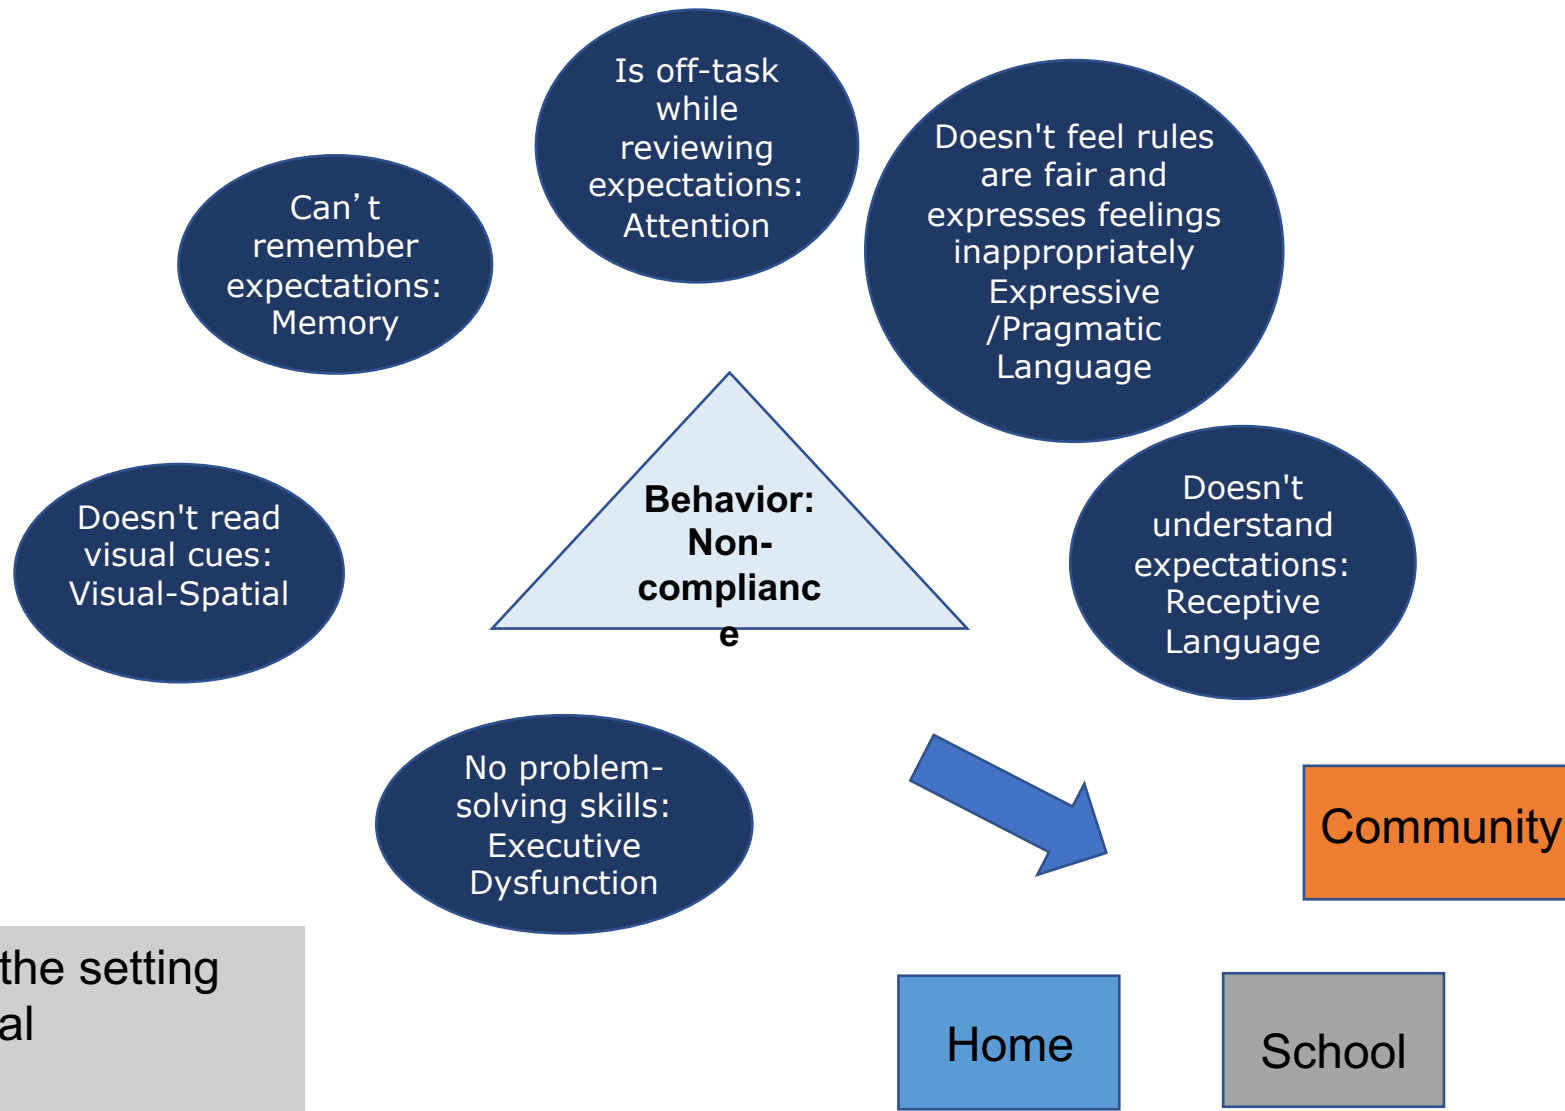 Is off-task
while
reviewing
expectations:
Attention
Doesn't feel rules
are fair and
expresses feelings
inappropriately
Expressive
/Pragmatic
Language
Can’t
remember
expectations:
Memory
Behavior:
Non-
complianc
e
Doesn't read
visual cues:
Visual-Spatial
Doesn't
understand
expectations:
Receptive
Language
No problem-
solving skills:
Executive
Dysfunction
Community
the setting
al
Home
School